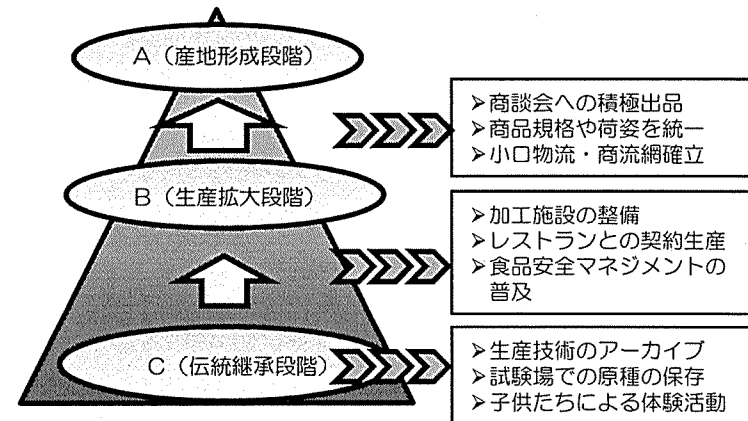 A（産地形成段階）
➢商談会への積極出品
➢商品規格や荷姿を統一
➢小口物流・商流網確立
B（生産拡大段階）
➢加工施設の整備
➢レストランとの契約生産
➢食品安全マネジメントの
普及
C（伝統継承段階）
➢生産技術のアーカイブ
➢試験場での原種の保存
➢子供たちによる体験活動